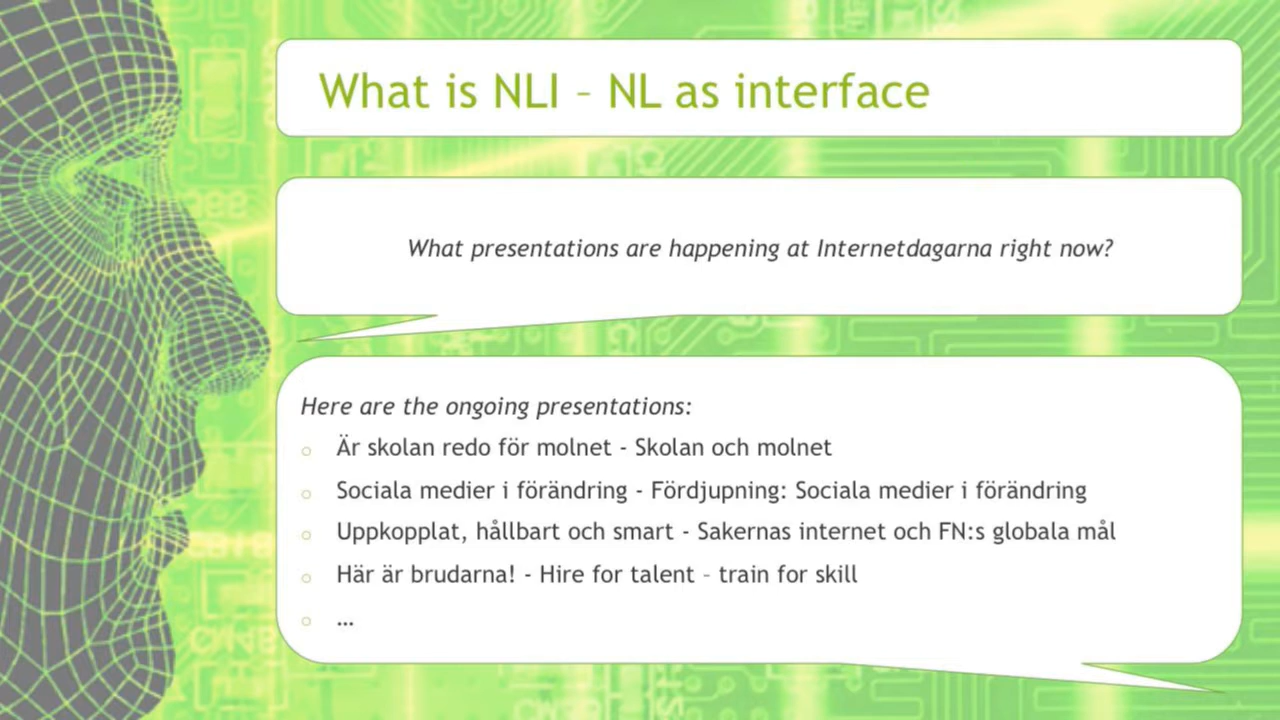 What is NLI – NL as interface
What presentations are happening at Internetdagarna right now?
Here are the ongoing presentations:
Är skolan redo för molnet - Skolan och molnet
Sociala medier i förändring - Fördjupning: Sociala medier i förändring
Uppkopplat, hållbart och smart - Sakernas internet och FN:s globala mål
Här är brudarna! - Hire for talent – train for skill
…